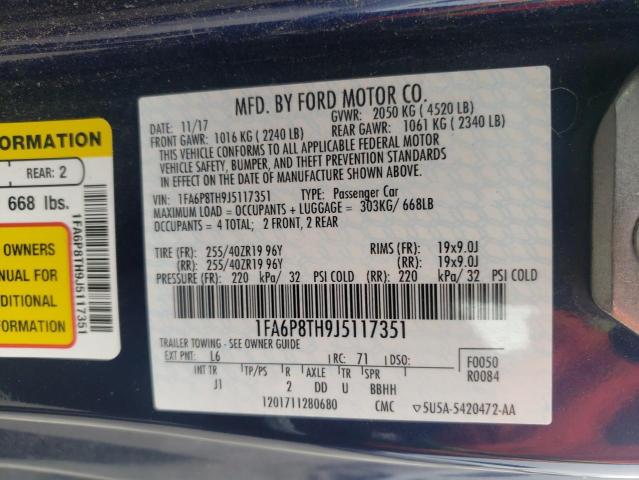 ORMATION
REAR: 2
668 lbs.
OWNERS
NUAL FOR
DITIONAL
FORMATION
1FA6P8TH9J5117351
MFD. BY FORD MOTOR CO.
DATE: 11/17 GVWR: 2050 KG ( 4520 LB)
FRONT GAWR: 1016 KG ( 2240 LB) REAR GAWR: 1061 KG ( 2340 LB)
THIS VEHICLE CONFORMS TO ALL APPLICABLE FEDERAL MOTOR
VEHICLE SAFETY, BUMPER, AND THEFT PREVENTION STANDARDS
IN EFFECT ON THE DATE OF MANUFACTURE SHOWN ABOVE.
VIN: 1FA6P8TH9J5117351 TYPE: Passenger Car
MAXIMUM LOAD = OCCUPANTS + LUGGAGE = 303KG/ 668LB
OCCUPANTS = 4 TOTAL; 2 FRONT, 2 REAR
TIRE (FR): 255/40ZR19 96Y RIMS (FR): 19x9.0J
(RR): 255/40ZR19 96Y (RR): 19x9.0J
PRESSURE (FR): 220 kPa/ 32 PSI COLD (RR): 220 kPa/ 32 PSI COLD
1FA6P8TH9J5117351
TRAILER TOWING - SEE OWNER GUIDE
EXT PNT: L6 RC: 71 DSO: F0050
INT TR TP/PS R AXLE TR SPR R0084
J1 2 DD U BBHH
1201711280680 CMC 5U5A-5420472-AA